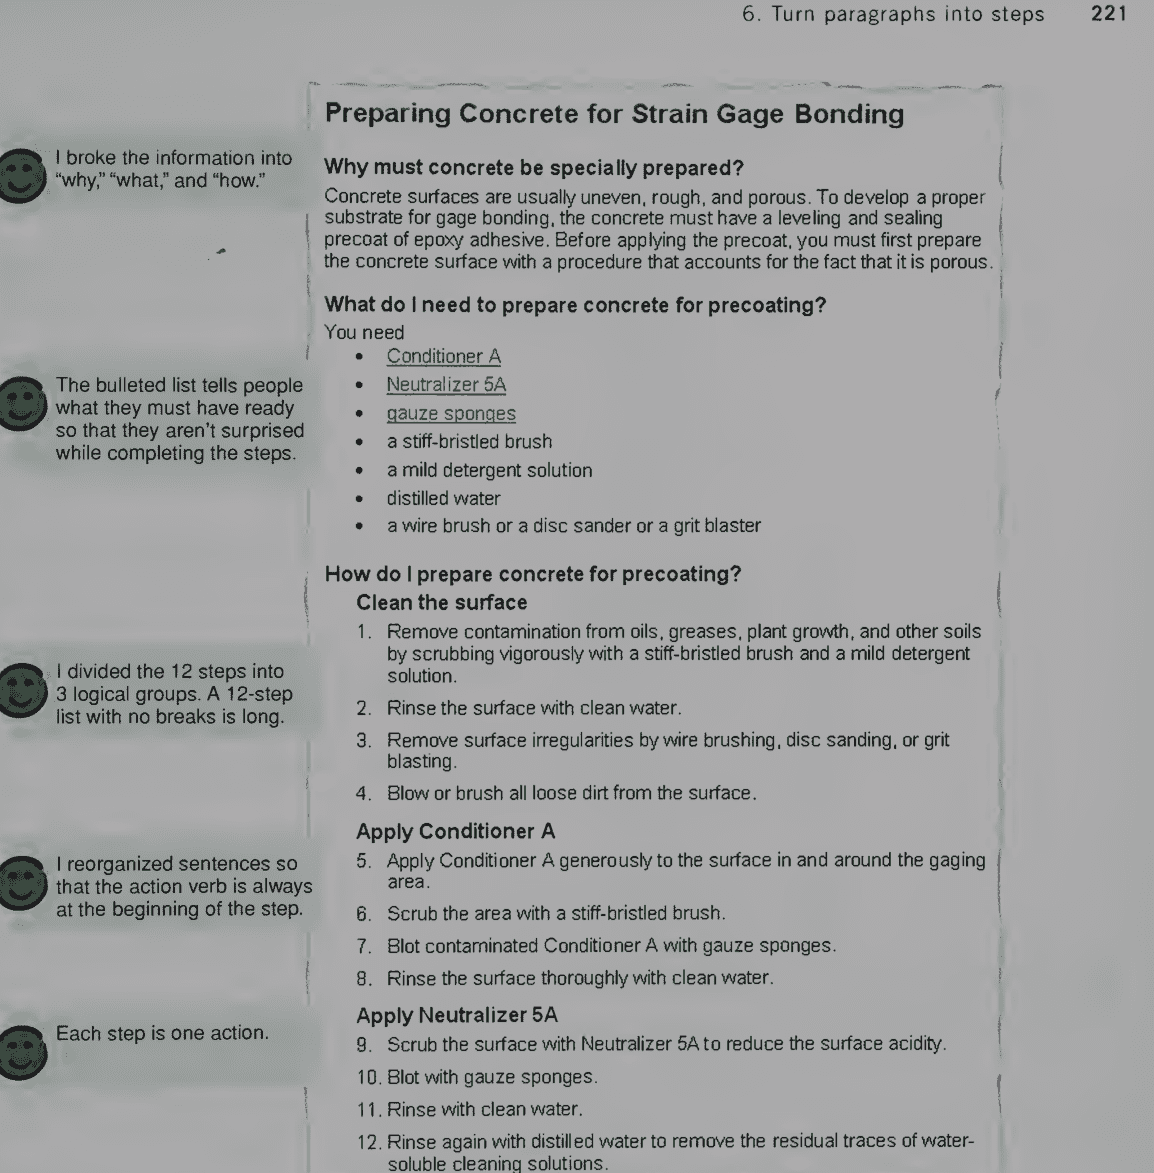 6. Turn paragraphs into steps 221
Preparing Concrete for Strain Gage Bonding
I broke the information into
“why,” “what,” and “how.”
Why must concrete be specially prepared?
Concrete surfaces are usually uneven, rough, and porous. To develop a proper
substrate for gage bonding, the concrete must have a leveling and sealing
precoat of epoxy adhesive. Before applying the precoat, you must first prepare
the concrete surface with a procedure that accounts for the fact that it is porous.
What do I need to prepare concrete for precoating?
You need
• Conditioner A
• Neutralizer 5A
• gauze sponges
• a stiff-bristled brush
• a mild detergent solution
• distilled water
• a wire brush or a disc sander or a grit blaster
The bulleted list tells people
what they must have ready
so that they aren't surprised
while completing the steps.
How do I prepare concrete for precoating?
Clean the surface
1. Remove contamination from oils, greases, plant growth, and other soils
by scrubbing vigorously with a stiff-bristled brush and a mild detergent
solution.
2. Rinse the surface with clean water.
3. Remove surface irregularities by wire brushing, disc sanding, or grit
blasting.
4. Blow or brush all loose dirt from the surface.
I divided the 12 steps into
3 logical groups. A 12-step
list with no breaks is long.
Apply Conditioner A
5. Apply Conditioner A generously to the surface in and around the gaging
area.
6. Scrub the area with a stiff-bristled brush.
7. Blot contaminated Conditioner A with gauze sponges.
8. Rinse the surface thoroughly with clean water.
I reorganized sentences so
that the action verb is always
at the beginning of the step.
Apply Neutralizer 5A
9. Scrub the surface with Neutralizer 5A to reduce the surface acidity.
10. Blot with gauze sponges.
11. Rinse with clean water.
12. Rinse again with distilled water to remove the residual traces of water-
soluble cleaning solutions.
Each step is one action.